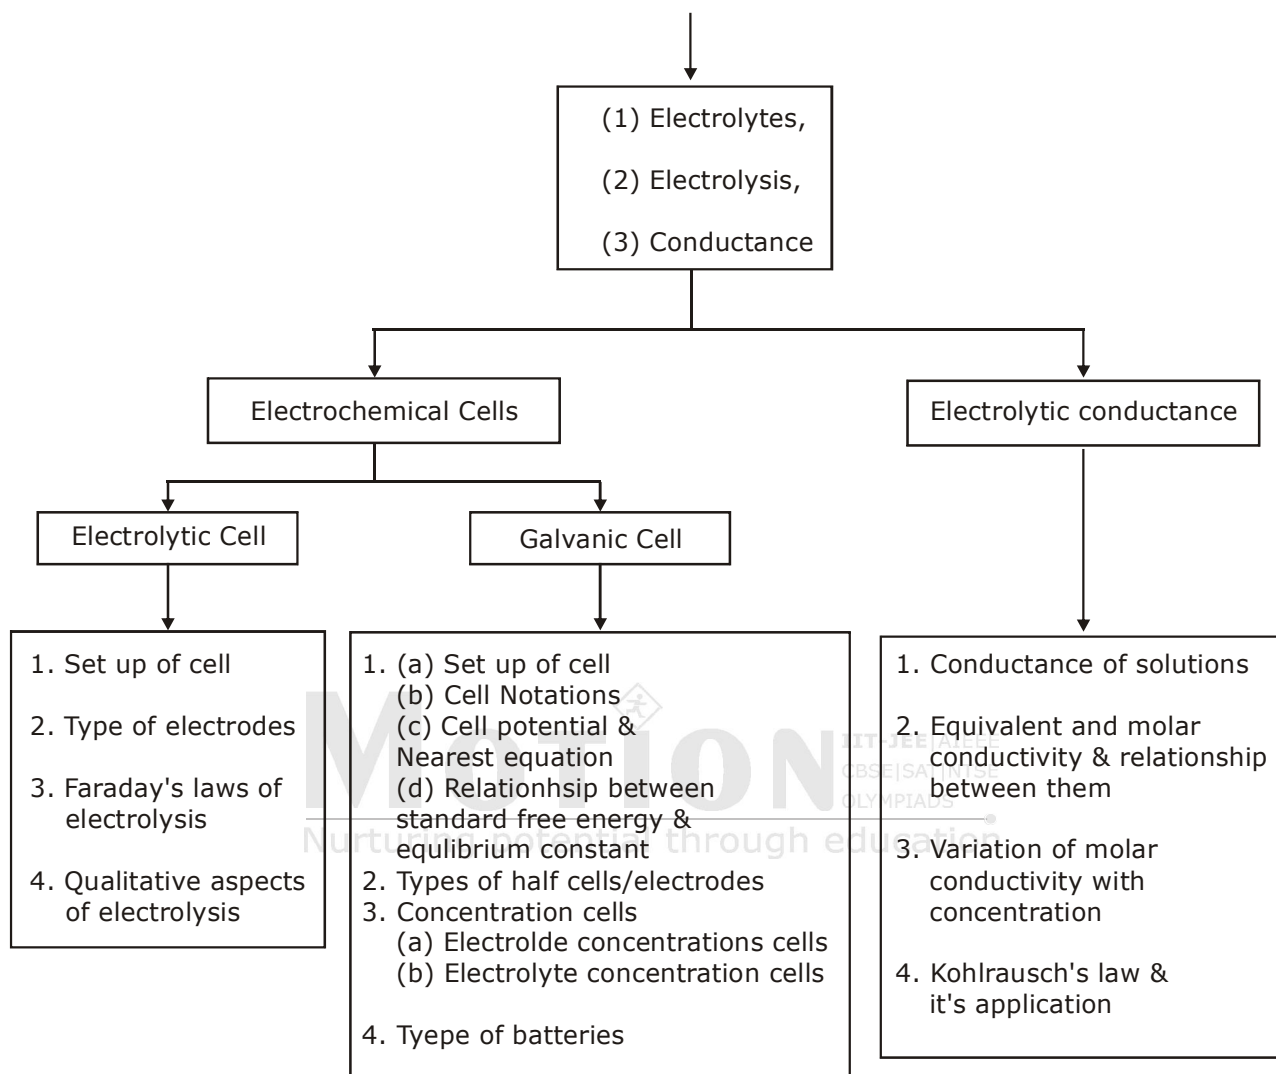 (1) Electrolytes,
(2) Electrolysis,
(3) Conductance
Electrochemical Cells
Electrolytic conductance
Electrolytic Cell
Galvanic Cell
1. Set up of cell
2. Type of electrodes
3. Faraday's laws of
electrolysis
4. Qualitative aspects
of electrolysis
1. (a) Set up of cell
(b) Cell Notations
(c) Cell potential &
Nearest equation
(d) Relationhsip between
standard free energy &
equlibrium constant
2. Types of half cells/electrodes
3. Concentration cells
(a) Electrolde concentrations cells
(b) Electrolyte concentration cells
4. Tyepe of batteries
1. Conductance of solutions
2. Equivalent and molar
conductivity & relationship
between them
3. Variation of molar
conductivity with
concentration
4. Kohlrausch's law &
it's application
MOTION
IIT-JEE|AIEEE
CBSE|SAT|NTSE
OLYMPIADS
Nurturing potential through education